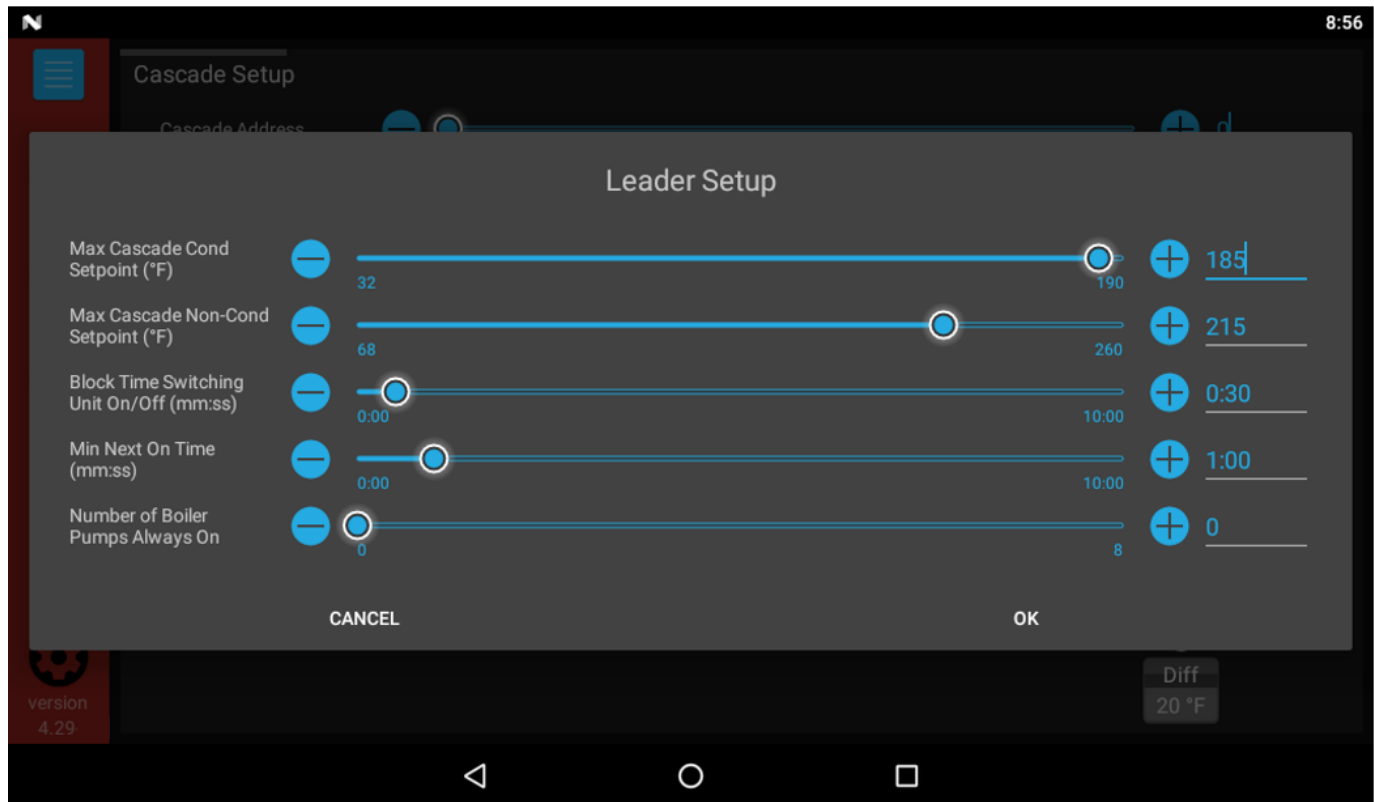 8:56
Cascade Setup
Cascade Address
0
Leader Setup
Max Cascade Cond
Setpoint (°F)
32
190
185
Max Cascade Non-Cond
Setpoint (°F)
68
260
215
Block Time Switching
Unit On/Off (mm:ss)
0:00
10:00
0:30
Min Next On Time
(mm:ss)
0:00
10:00
1:00
Number of Boiler
Pumps Always On
0
8
0
CANCEL
OK
Diff
20 °F
version
4.29